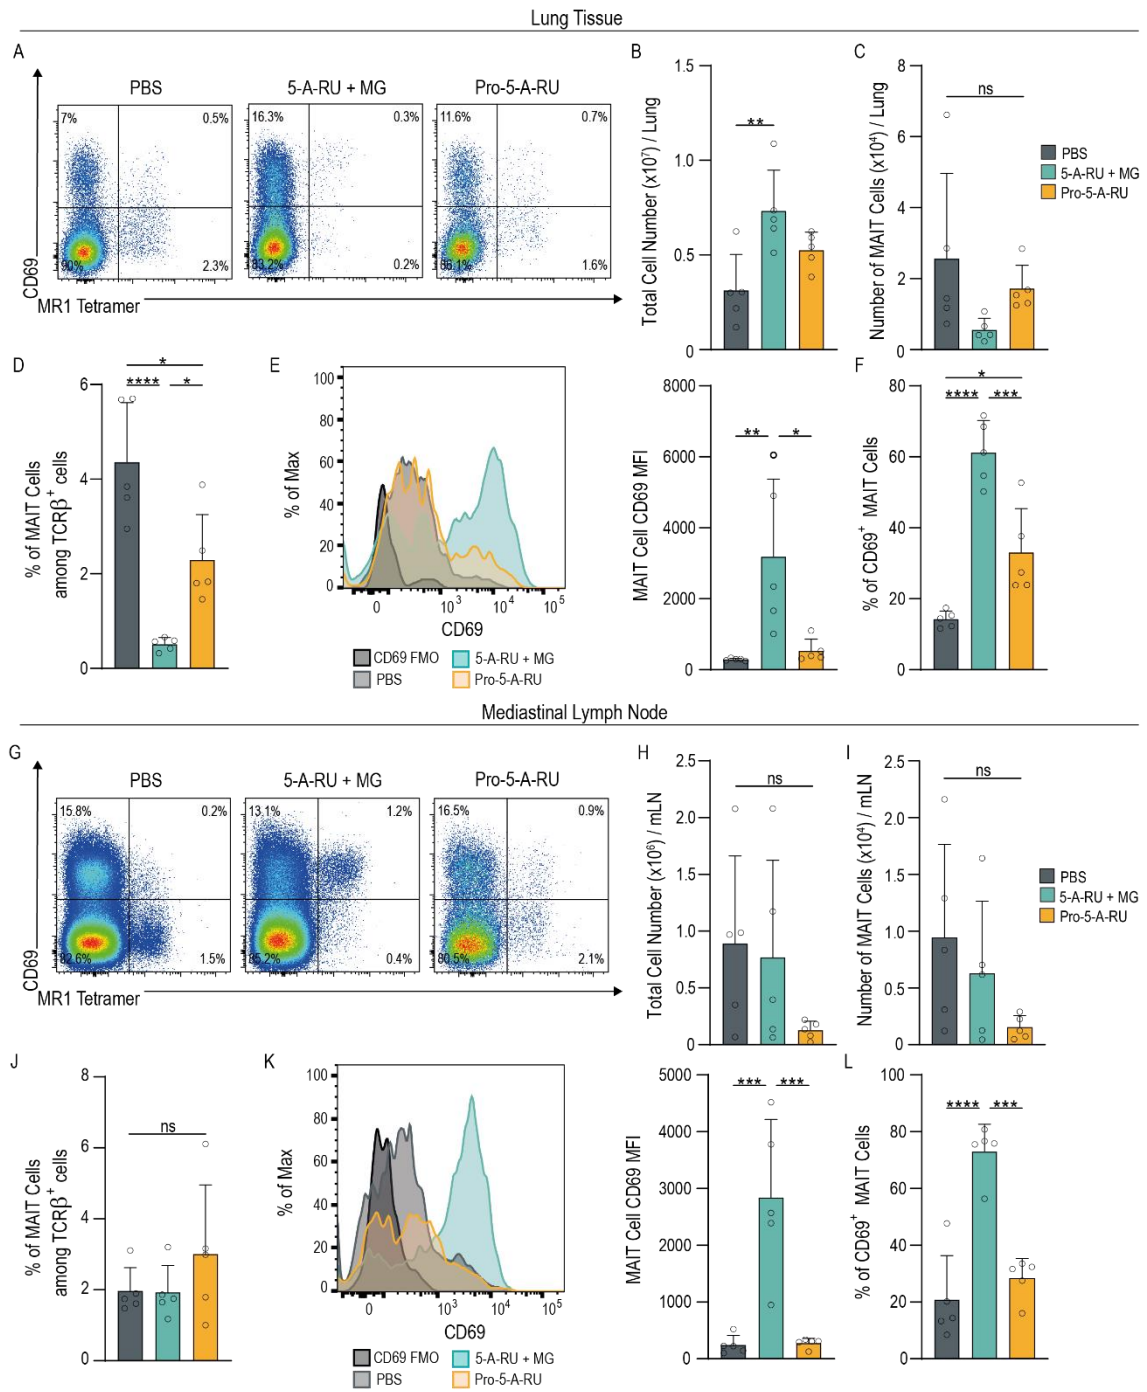 Lung Tissue
A
PBS
5-A-RU + MG
Pro-5-A-RU
7%
0.5%
90%
2.3%
16.3%
0.3%
83.2%
0.2%
11.6%
0.7%
86.1%
1.6%
CD69
MR1 Tetramer
B
Total Cell Number (x10⁷) / Lung
1.5
1.0
0.5
0
**
C
Number of MAIT Cells (x10⁴) / Lung
8
6
4
2
0
ns
PBS
5-A-RU + MG
Pro-5-A-RU
D
% of MAIT Cells
among TCRβ⁺ cells
6
4
2
0
*
**** *
E
% of Max
100
80
60
40
20
0
0 10³ 10⁴ 10⁵
CD69
CD69 FMO
5-A-RU + MG
PBS
Pro-5-A-RU
MAIT Cell CD69 MFI
8000
6000
4000
2000
0
** *
F
% of CD69⁺ MAIT Cells
80
60
40
20
0
*
**** ***
Mediastinal Lymph Node
G
PBS
5-A-RU + MG
Pro-5-A-RU
15.8%
0.2%
82.6%
1.5%
13.1%
1.2%
85.2%
0.4%
16.5%
0.9%
80.5%
2.1%
CD69
MR1 Tetramer
H
Total Cell Number (x10⁶) / mLN
2.5
2.0
1.5
1.0
0.5
0
ns
I
Number of MAIT Cells (x10⁴) / mLN
2.5
2.0
1.5
1.0
0.5
0
ns
PBS
5-A-RU + MG
Pro-5-A-RU
J
% of MAIT Cells
among TCRβ⁺ cells
8
6
4
2
0
ns
K
% of Max
100
80
60
40
20
0
0 10³ 10⁴ 10⁵
CD69
CD69 FMO
5-A-RU + MG
PBS
Pro-5-A-RU
MAIT Cell CD69 MFI
5000
4000
3000
2000
1000
0
*** ***
L
% of CD69⁺ MAIT Cells
100
80
60
40
20
0
**** ***